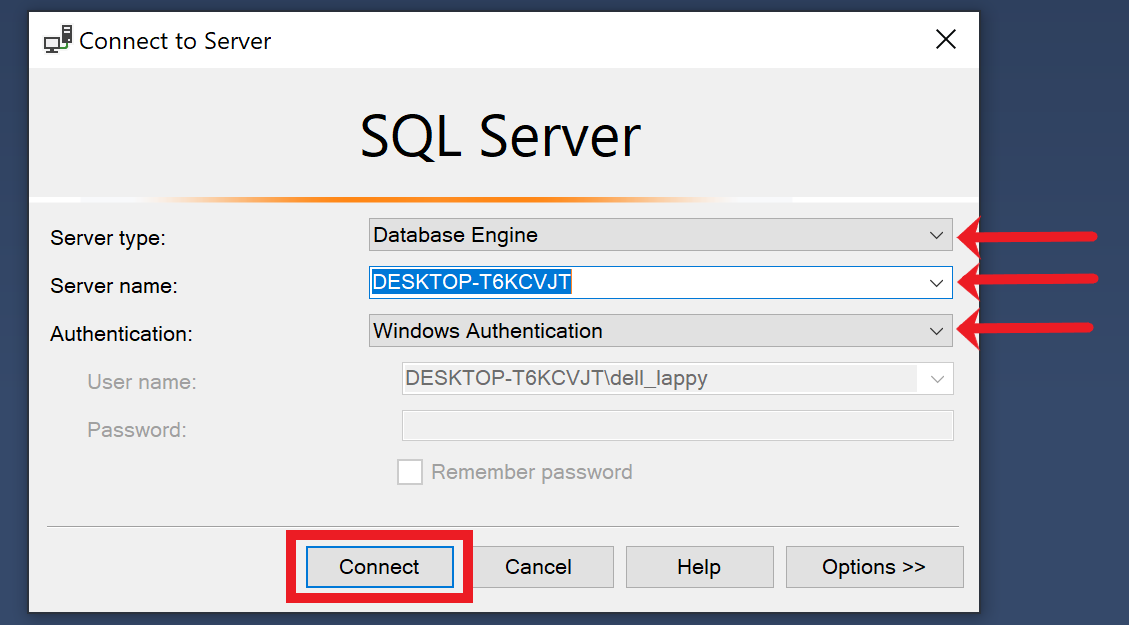 Connect to Server
SQL Server
Server type: Database Engine
Server name: DESKTOP-T6KCVJT
Authentication: Windows Authentication
User name: DESKTOP-T6KCVJT\dell_lappy
Password:
Remember password
Connect Cancel Help Options >>